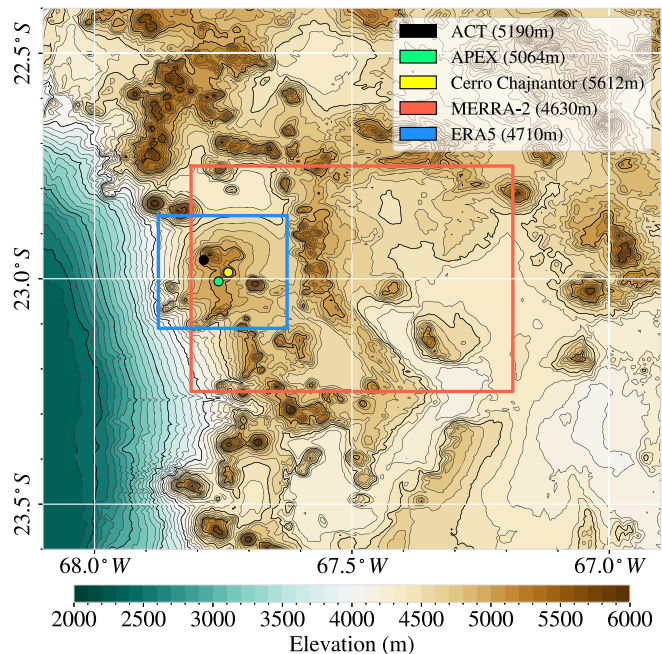 ACT (5190m)
APEX (5064m)
Cerro Chajnantor (5612m)
MERRA-2 (4630m)
ERA5 (4710m)
22.5° S
23.0° S
23.5° S
68.0° W 67.5° W 67.0° W
2000 2500 3000 3500 4000 4500 5000 5500 6000
Elevation (m)